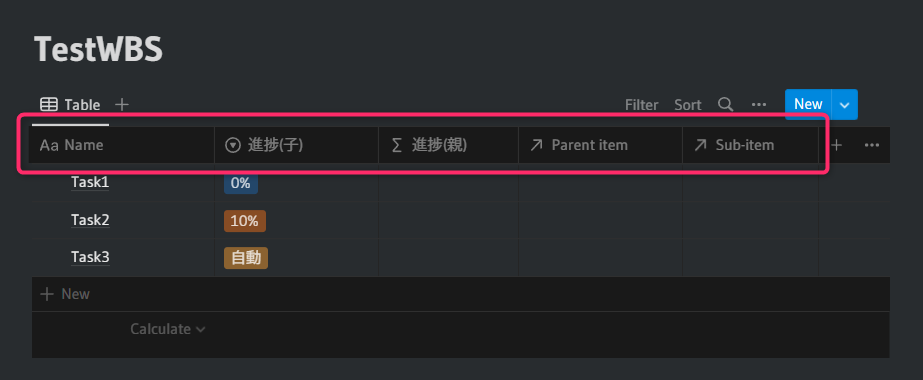 TestWBS
Table
Filter Sort New
Aa Name 進捗(子) Σ 進捗(親) Parent item Sub-item
Task1 0%
Task2 10%
Task3 自動
New
Calculate